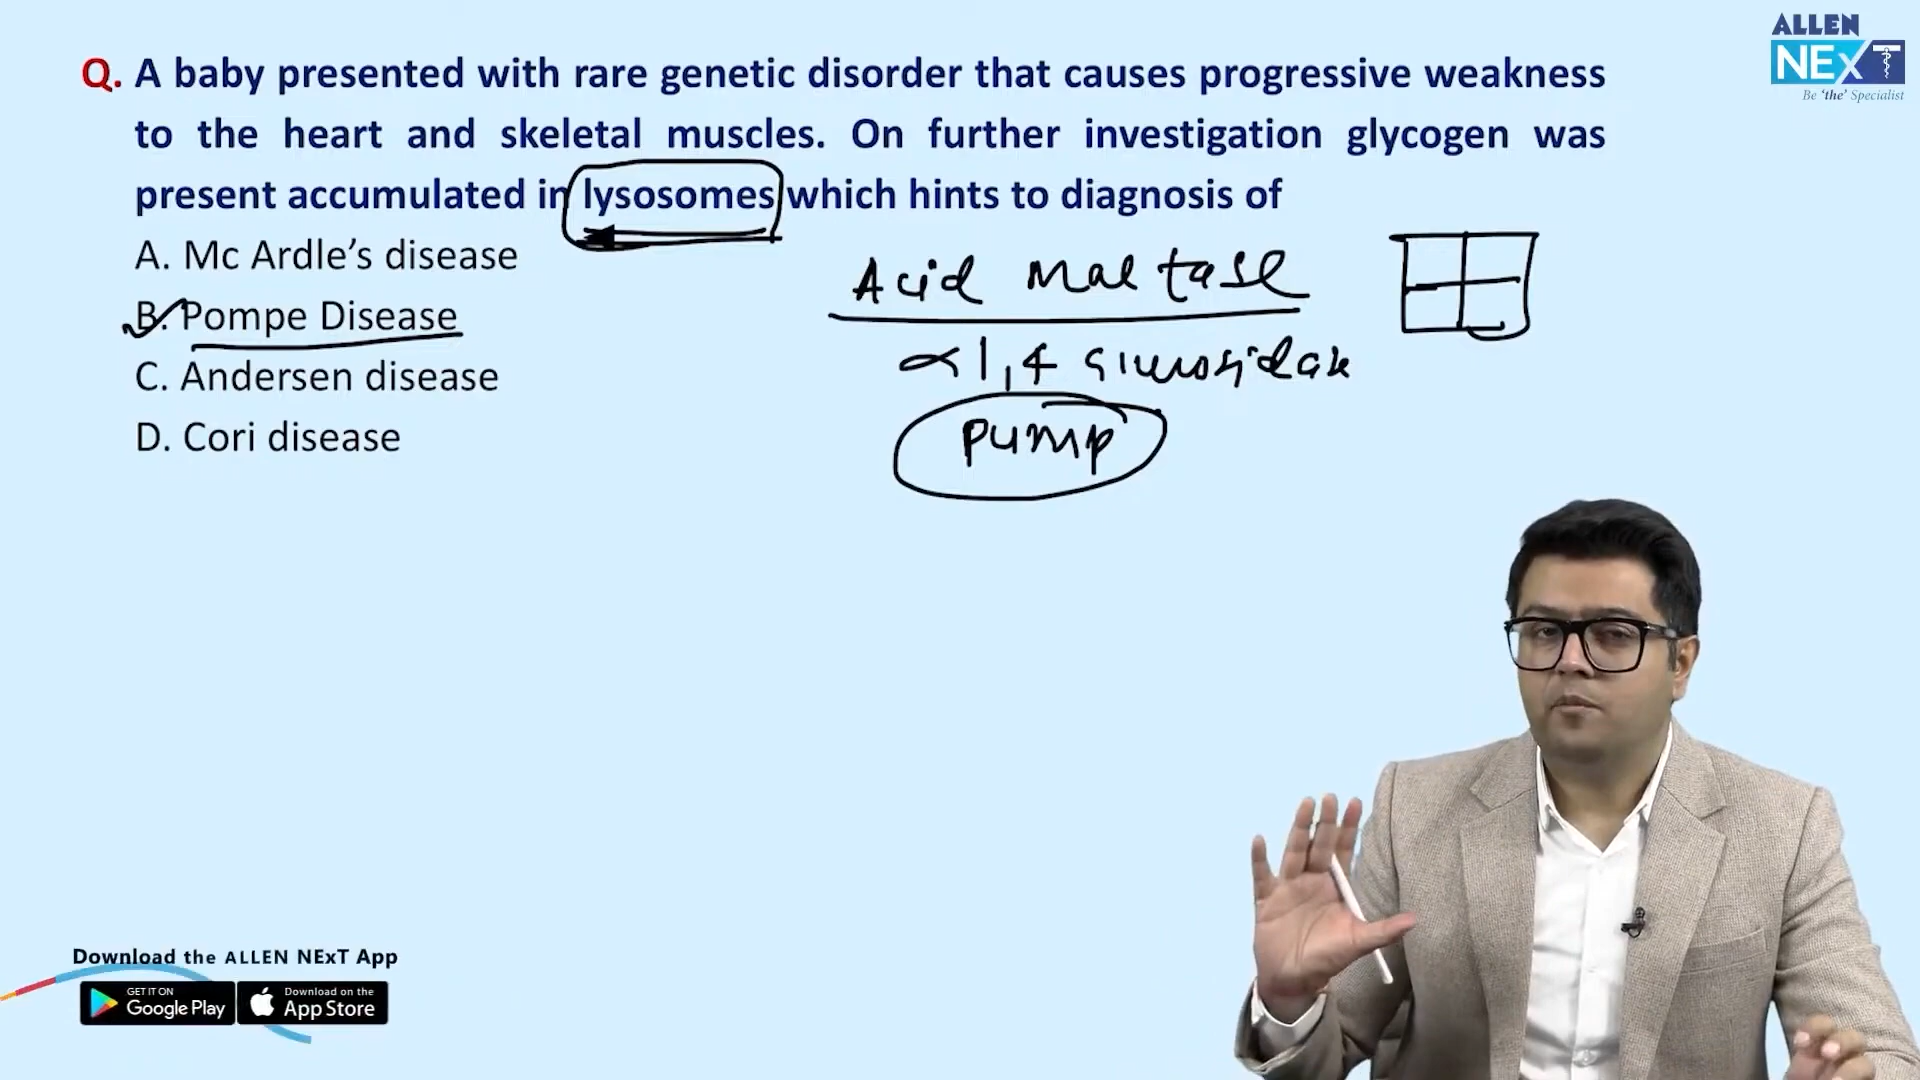 ALLEN
NExT
Be 'the' Specialist
Q. A baby presented with rare genetic disorder that causes progressive weakness
to the heart and skeletal muscles. On further investigation glycogen was
present accumulated in lysosomes which hints to diagnosis of
A. Mc Ardle’s disease
B. Pompe Disease
C. Andersen disease
D. Cori disease
Acid Maltase
α 1,4 Glucosidase
Pump
Download the ALLEN NExT App
GET IT ON
Google Play
Download on the
App Store